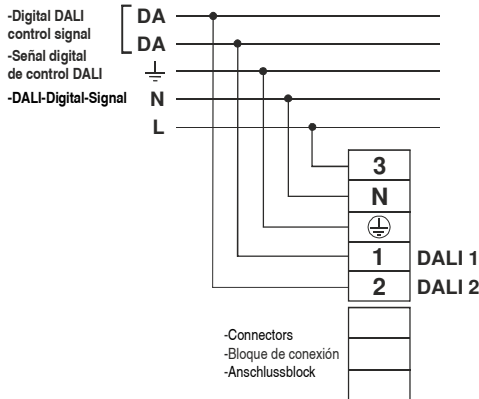 -Digital DALI
control signal
-Señal digital
de control DALI
-DALI-Digital-Signal
DA
DA
N
L
3
N
1 DALI 1
2 DALI 2
-Connectors
-Bloque de conexión
-Anschlussblock